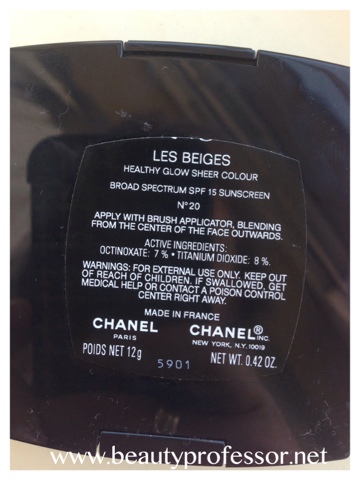 LES BEIGES
HEALTHY GLOW SHEER COLOUR
BROAD SPECTRUM SPF 15 SUNSCREEN
N°20
APPLY WITH BRUSH APPLICATOR, BLENDING
FROM THE CENTER OF THE FACE OUTWARDS.
ACTIVE INGREDIENTS:
OCTINOXATE: 7 % • TITANIUM DIOXIDE: 8 %.
WARNINGS: FOR EXTERNAL USE ONLY. KEEP OUT
OF REACH OF CHILDREN. IF SWALLOWED, GET
MEDICAL HELP OR CONTACT A POISON CONTROL
CENTER RIGHT AWAY.
MADE IN FRANCE
CHANEL
PARIS
CHANEL® INC.
NEW YORK, N.Y. 10019
POIDS NET 12g
NET WT. 0.42 OZ.
5901
www.beautyprofessor.net